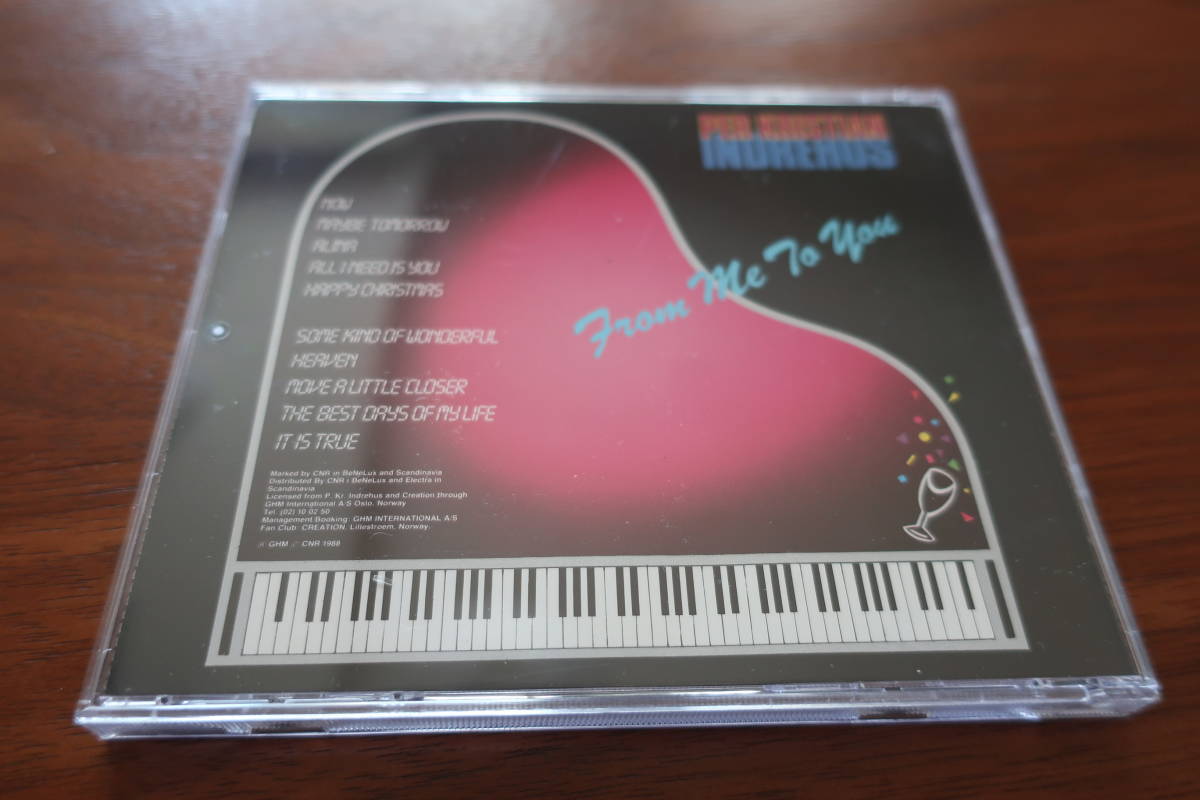 PER KRISTIAN
INDREHUS
From Me To You
NOW
MAYBE TOMORROW
ALINA
ALL I NEED IS YOU
HAPPY CHRISTMAS
SOME KIND OF WONDERFUL
HEAVEN
MOVE A LITTLE CLOSER
THE BEST DAYS OF MY LIFE
IT IS TRUE
Marked by CNR in BeNeLux and Scandinavia
Distributed By CNR i BeNeLux and Electra in
Scandinavia
Licensed from P. Kr. Indrehus and Creation through
GHM International A/S Oslo, Norway
Tel. (02) 10 02 50
Management Booking: GHM INTERNATIONAL A/S
Fan Club: CREATION, Lillestroem, Norway.
GHM CNR 1988